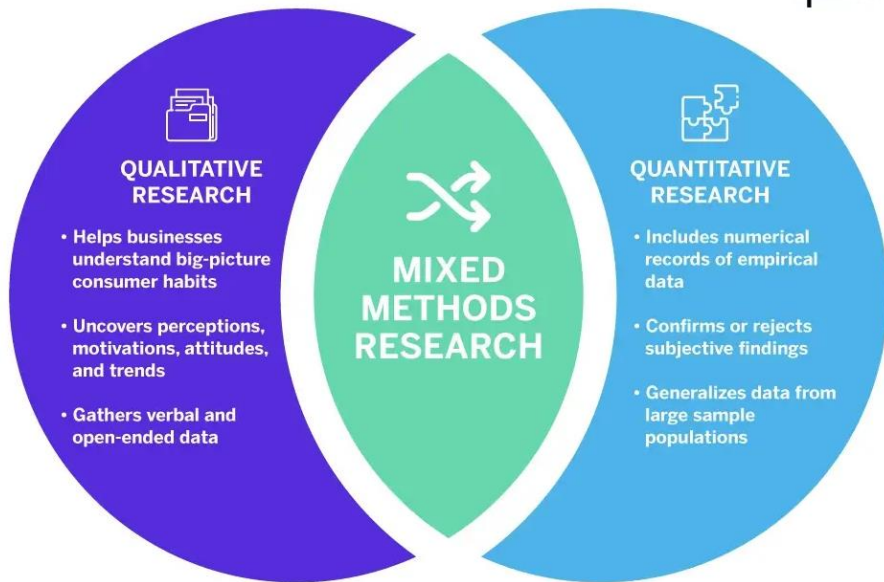 QUALITATIVE
RESEARCH
• Helps businesses
understand big-picture
consumer habits
• Uncovers perceptions,
motivations, attitudes,
and trends
• Gathers verbal and
open-ended data
MIXED
METHODS
RESEARCH
QUANTITATIVE
RESEARCH
• Includes numerical
records of empirical
data
• Confirms or rejects
subjective findings
• Generalizes data from
large sample
populations